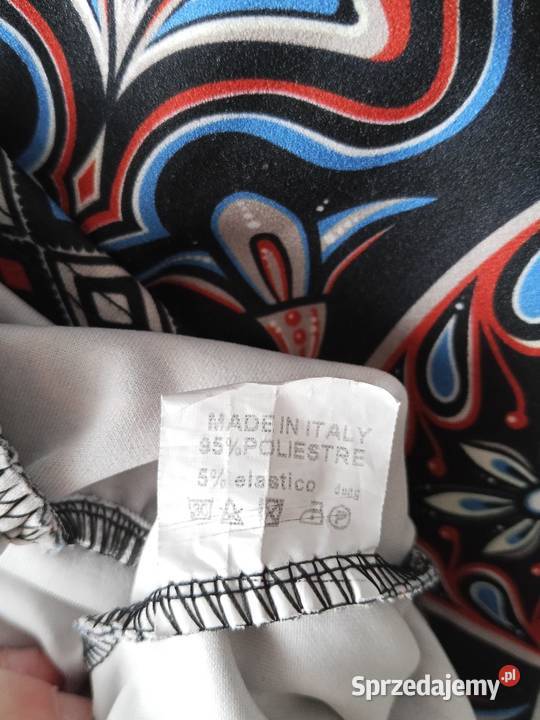 MADE IN ITALY
95%POLIESTRE
5% elastico
Sprzedajemy.pl